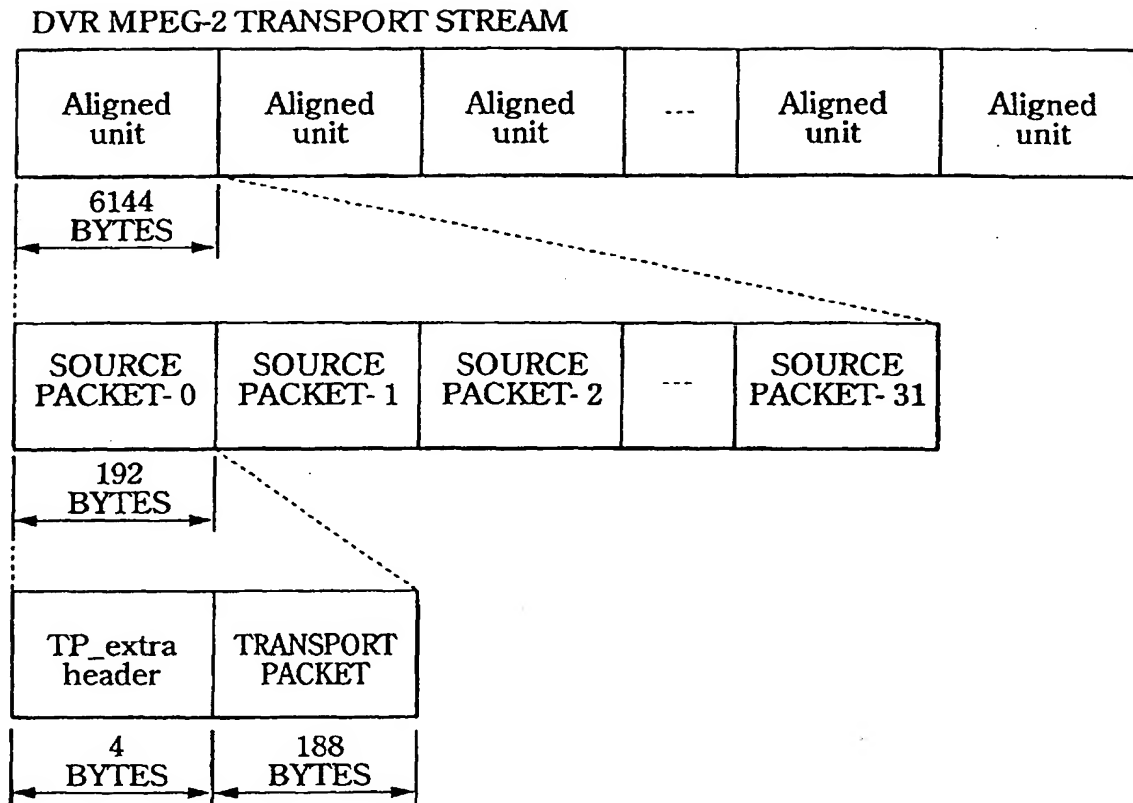 DVR MPEG-2 TRANSPORT STREAM
Aligned unit
Aligned unit
Aligned unit
---
Aligned unit
Aligned unit
6144 BYTES
SOURCE PACKET- 0
SOURCE PACKET- 1
SOURCE PACKET- 2
---
SOURCE PACKET- 31
192 BYTES
TP_extra header
TRANSPORT PACKET
4 BYTES
188 BYTES